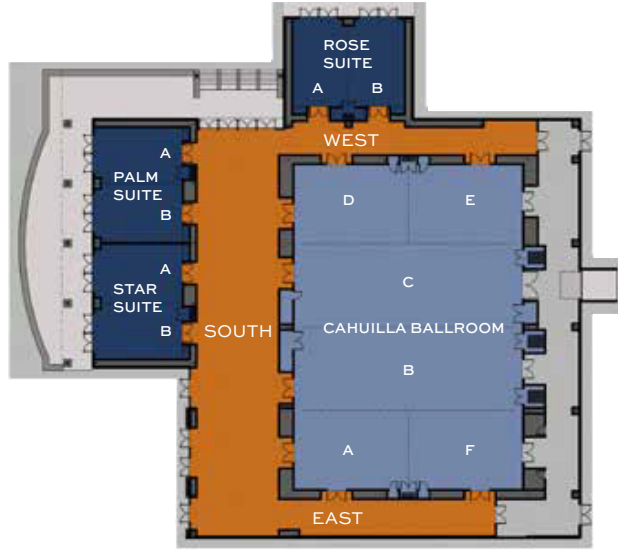 ROSE
SUITE
A B
WEST
A
PALM
SUITE
B
D E
A
STAR
SUITE
B
C
SOUTH
CAHUILLA BALLROOM
B
A F
EAST